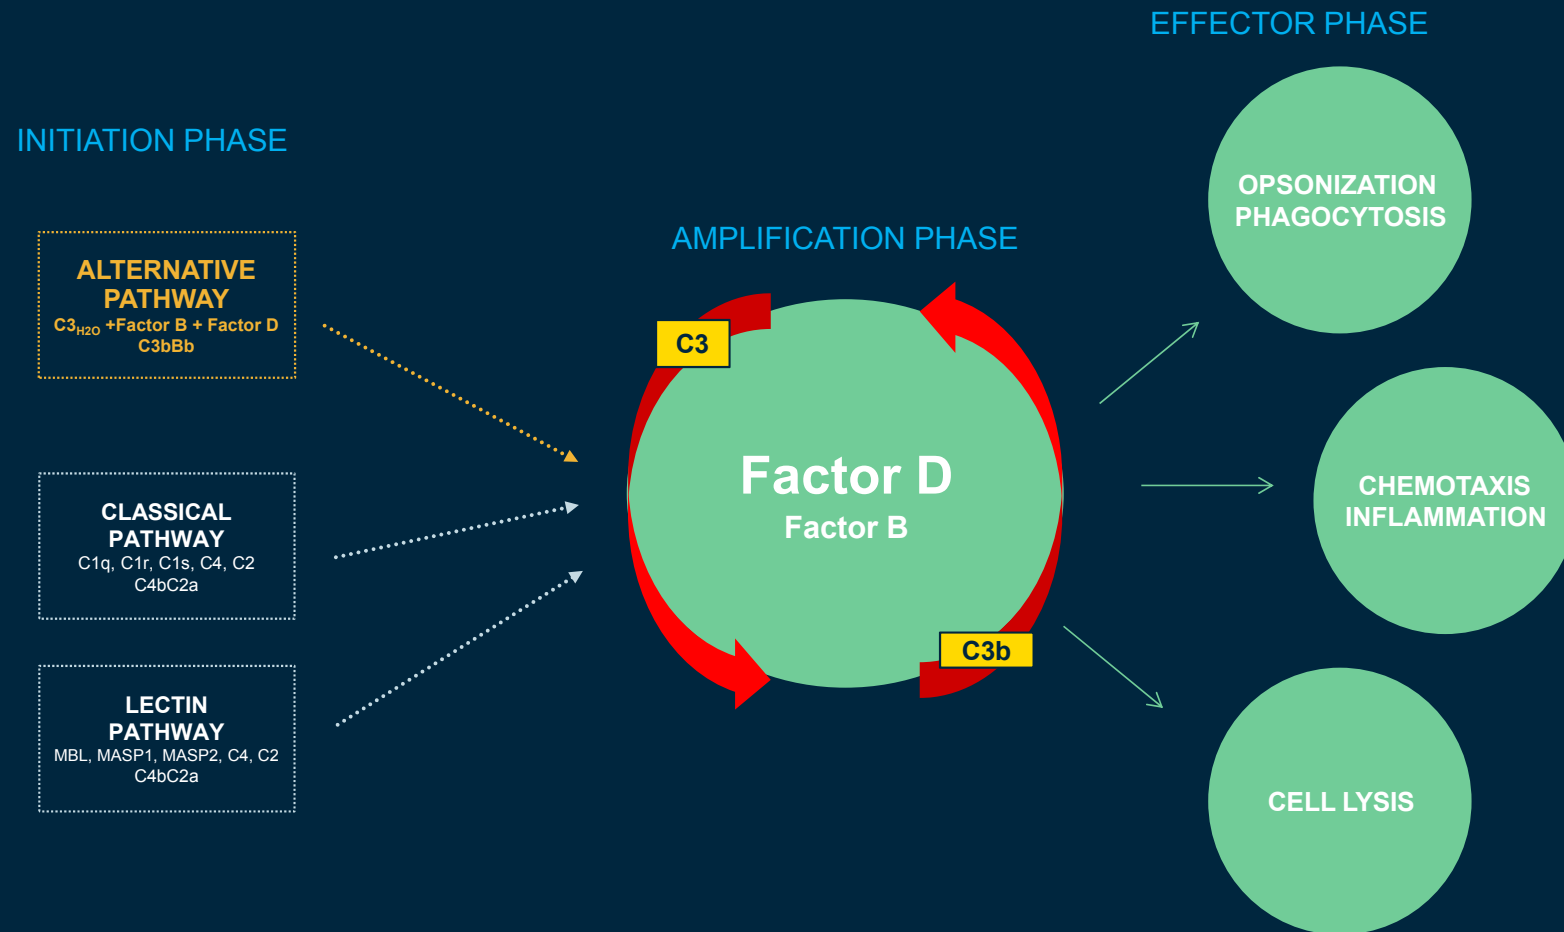 INITIATION PHASE
ALTERNATIVE
PATHWAY
C3H2O +Factor B + Factor D
C3bBb
CLASSICAL
PATHWAY
C1q, C1r, C1s, C4, C2
C4bC2a
LECTIN
PATHWAY
MBL, MASP1, MASP2, C4, C2
C4bC2a
AMPLIFICATION PHASE
C3
Factor D
Factor B
C3b
EFFECTOR PHASE
OPSONIZATION
PHAGOCYTOSIS
CHEMOTAXIS
INFLAMMATION
CELL LYSIS